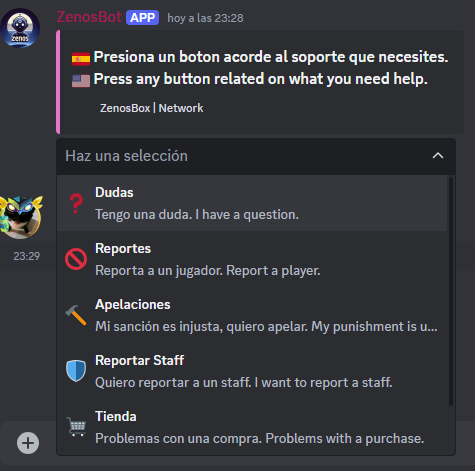 ZenosBot APP hoy a las 23:28
Presiona un boton acorde al soporte que necesites.
Press any button related on what you need help.
ZenosBox | Network
Haz una selección
Dudas
Tengo una duda. I have a question.
Reportes
Reporta a un jugador. Report a player.
23:29
Apelaciones
Mi sanción es injusta, quiero apelar. My punishment is u...
Reportar Staff
Quiero reportar a un staff. I want to report a staff.
Tienda
Problemas con una compra. Problems with a purchase.